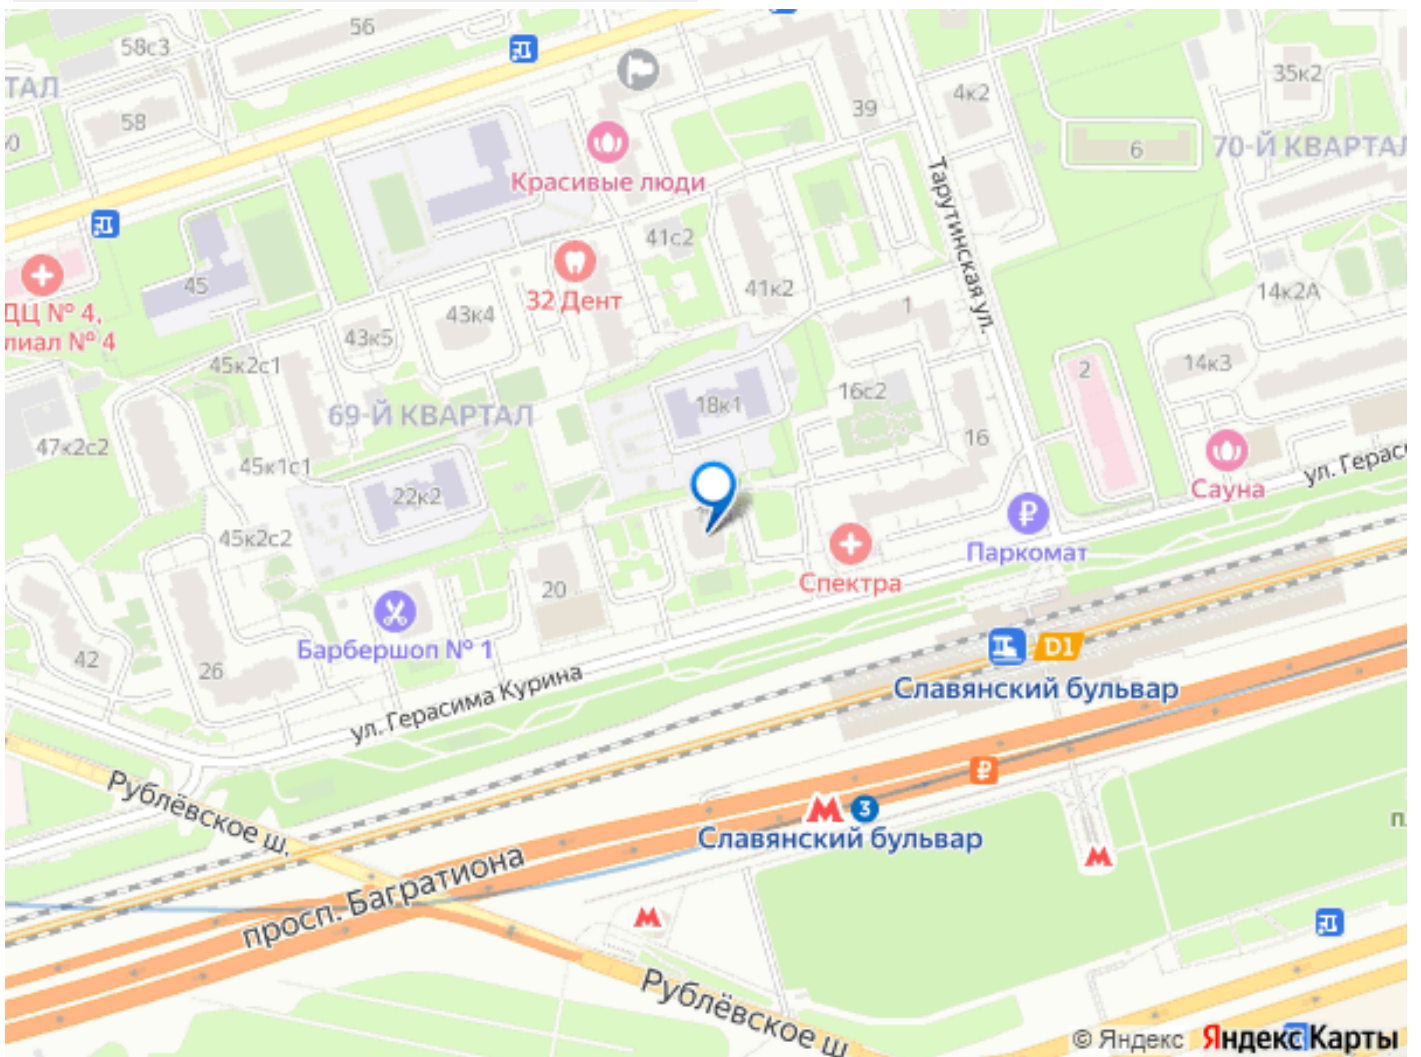 56
58с3
ТАЛ
35к2
4к2
39
58
6
70-Й КВАРТАЛ
Красивые люди
Тарутинская ул.
41с2
45
32 Дент
41к2
14к2А
1
ДЦ № 4,
лиал № 4
43к4
43к5
45к2с1
2
14к3
16с2
18к1
69-Й КВАРТАЛ
16
47к2с2
45к1с1
ул. Герас
Сауна
22к2
45к2с2
Паркомат
Спектра
20
Барбершоп № 1
42
26
D1
Славянский бульвар
ул. Герасима Курина
Рублёвское ш.
3
Славянский бульвар
просп. Багратиона
Рублёвское ш
© Яндекс Яндекс Карты